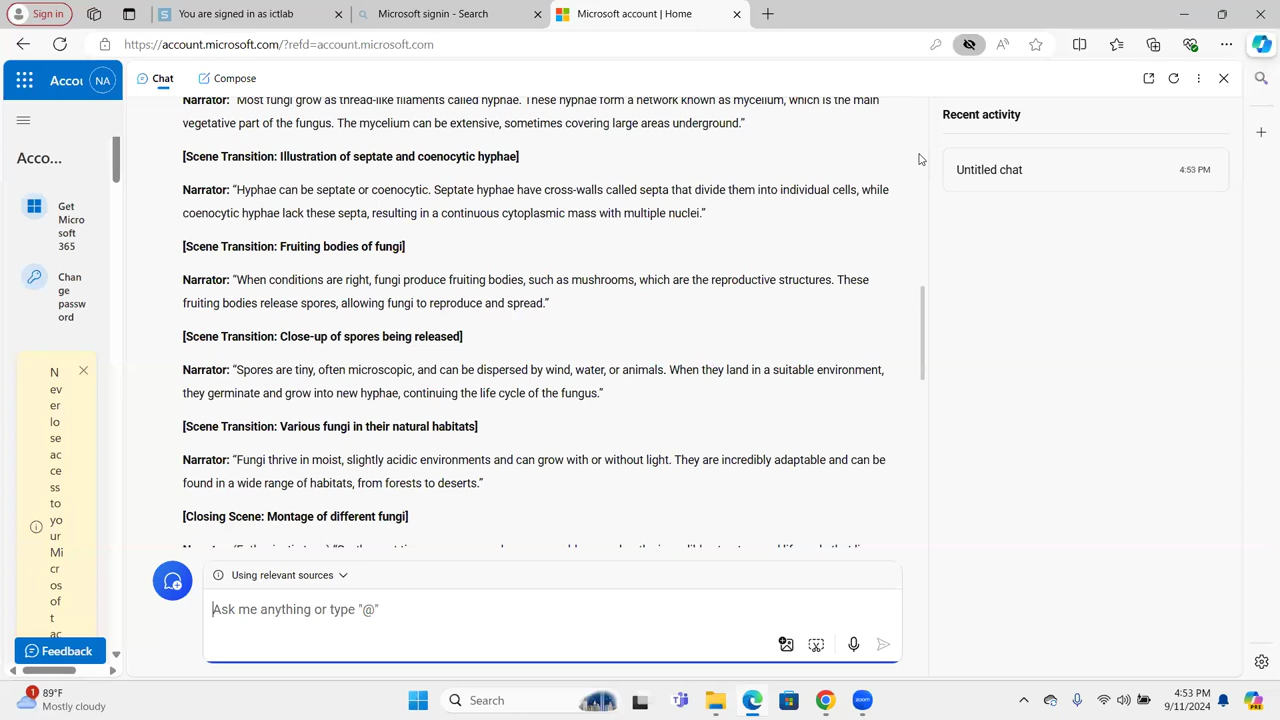 Sign in
You are signed in as ictlab
Microsoft signin - Search
Microsoft account | Home
https://account.microsoft.com/?refd=account.microsoft.com
Accou
NA
Chat
Compose
Acco...
Get
Micro
soft
365
Chan
ge
passw
ord
N
ev
er
lo
se
ac
ce
ss
to
yo
ur
Mi
cr
os
of
t
ac
Feedback
Narrator: “Most fungi grow as thread-like filaments called hyphae. These hyphae form a network known as mycelium, which is the main
vegetative part of the fungus. The mycelium can be extensive, sometimes covering large areas underground.”
[Scene Transition: Illustration of septate and coenocytic hyphae]
Narrator: “Hyphae can be septate or coenocytic. Septate hyphae have cross-walls called septa that divide them into individual cells, while
coenocytic hyphae lack these septa, resulting in a continuous cytoplasmic mass with multiple nuclei.”
[Scene Transition: Fruiting bodies of fungi]
Narrator: “When conditions are right, fungi produce fruiting bodies, such as mushrooms, which are the reproductive structures. These
fruiting bodies release spores, allowing fungi to reproduce and spread.”
[Scene Transition: Close-up of spores being released]
Narrator: “Spores are tiny, often microscopic, and can be dispersed by wind, water, or animals. When they land in a suitable environment,
they germinate and grow into new hyphae, continuing the life cycle of the fungus.”
[Scene Transition: Various fungi in their natural habitats]
Narrator: “Fungi thrive in moist, slightly acidic environments and can grow with or without light. They are incredibly adaptable and can be
found in a wide range of habitats, from forests to deserts.”
[Closing Scene: Montage of different fungi]
Using relevant sources
Ask me anything or type "@"
Recent activity
Untitled chat
4:53 PM
1
89°F
Mostly cloudy
Search
zoom
4:53 PM
9/11/2024
PRE